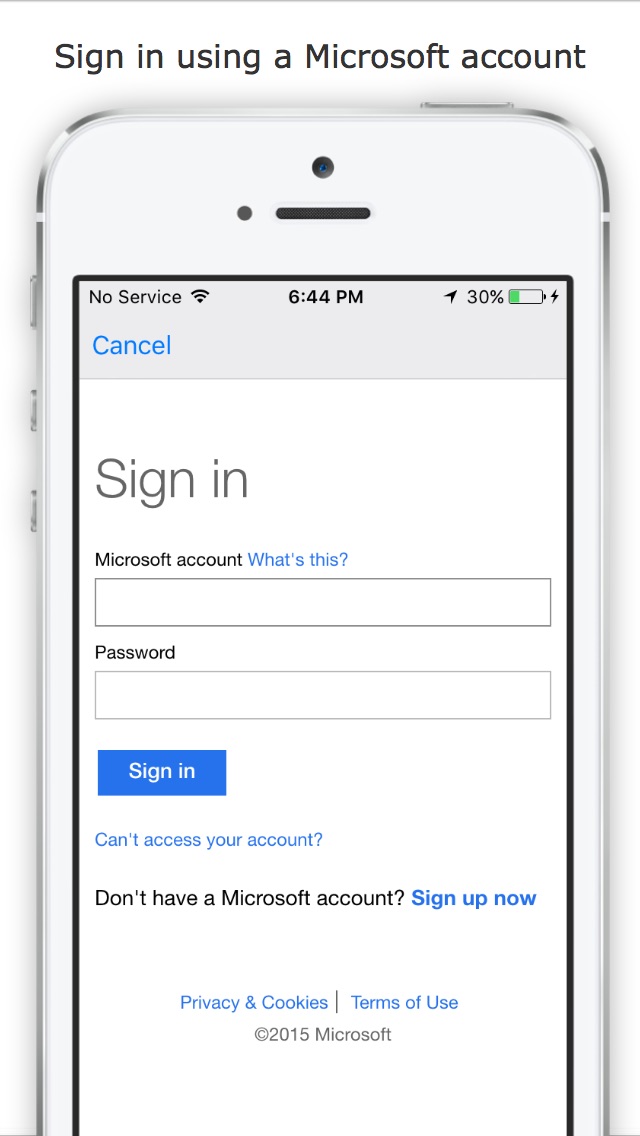 Sign in using a Microsoft account
No Service 6:44 PM 30%
Cancel
Sign in
Microsoft account What's this?
Password
Sign in
Can't access your account?
Don't have a Microsoft account? Sign up now
Privacy & Cookies | Terms of Use
©2015 Microsoft